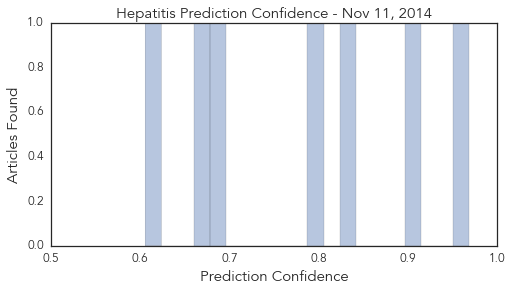 Hepatitis Prediction Confidence - Nov 11, 2014
Articles Found
1.0
0.8
0.6
0.4
0.2
0.0
0.5 0.6 0.7 0.8 0.9 1.0
Prediction Confidence